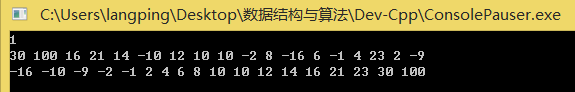 C:\Users\langping\Desktop\数据结构与算法\Dev-Cpp\ConsolePauser.exe
1
30 100 16 21 14 -10 12 10 10 -2 8 -16 6 -1 4 23 2 -9
-16 -10 -9 -2 -1 2 4 6 8 10 10 12 14 16 21 23 30 100